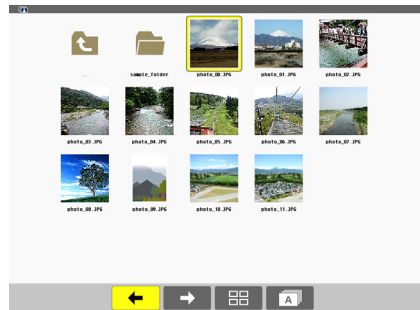 ..
sample_folder
photo_00.JPG
photo_01.JPG
photo_02.JPG
photo_03.JPG
photo_04.JPG
photo_05.JPG
photo_06.JPG
photo_07.JPG
photo_08.JPG
photo_09.JPG
photo_10.JPG
photo_11.JPG
A